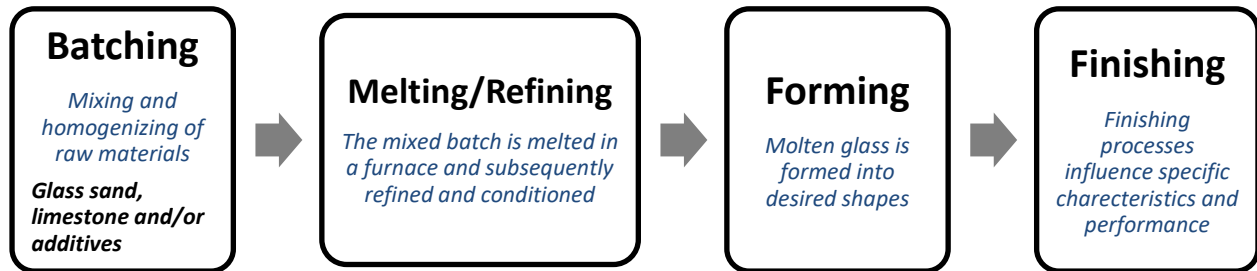 Batching
Mixing and
homogenizing of
raw materials
Glass sand,
limestone and/or
additives
Melting/Refining
The mixed batch is melted in
a furnace and subsequently
refined and conditioned
Forming
Molten glass is
formed into
desired shapes
Finishing
Finishing
processes
influence specific
charecteristics and
performance